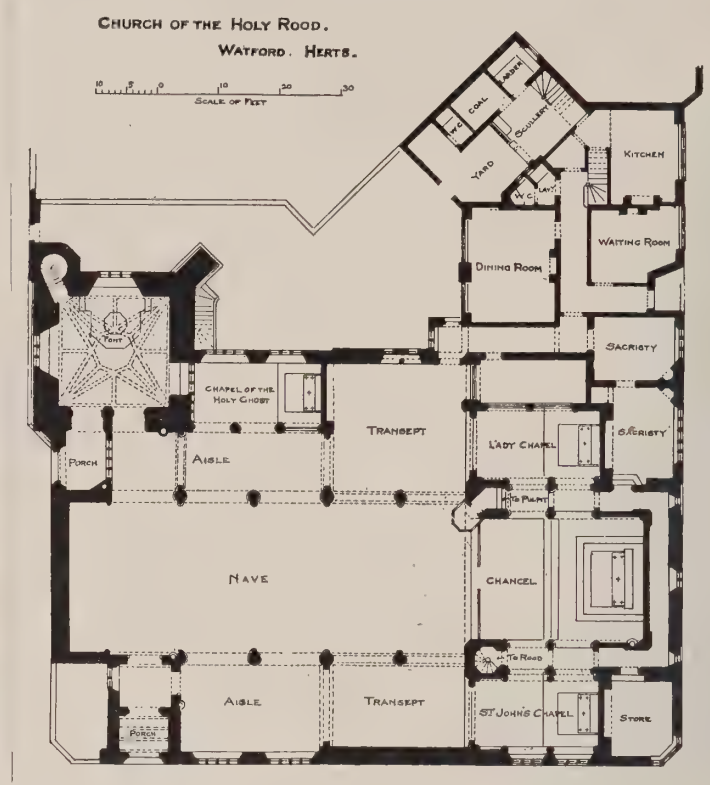 CHURCH OF THE HOLY ROOD.
WATFORD. HERTS.
10 5 0 10 20 30
SCALE OF FEET
LARDER
COAL
W.C
SCULLERY
YARD
W.C
LAV.
KITCHEN
WAITING ROOM
DINING ROOM
SACRISTY
FONT
CHAPEL OF THE
HOLY GHOST
TRANSEPT
LADY CHAPEL
SACRISTY
PORCH
AISLE
TO PULPIT
NAVE
CHANCEL
TO ROOD
AISLE
TRANSEPT
ST JOHN'S CHAPEL
STORE
PORCH